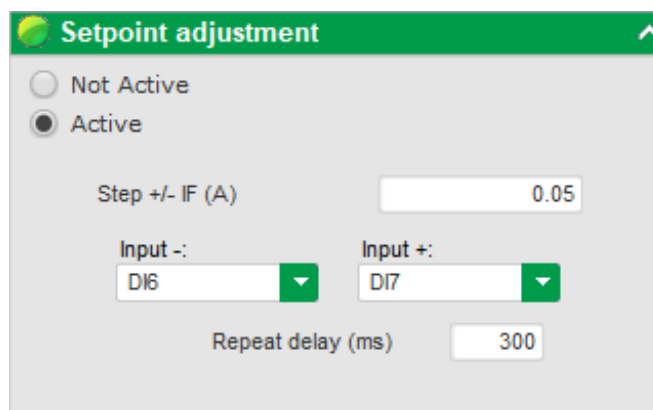 Setpoint adjustment
Not Active
Active
Step +/- IF (A) 0.05
Input -: Input +:
DI6 DI7
Repeat delay (ms) 300